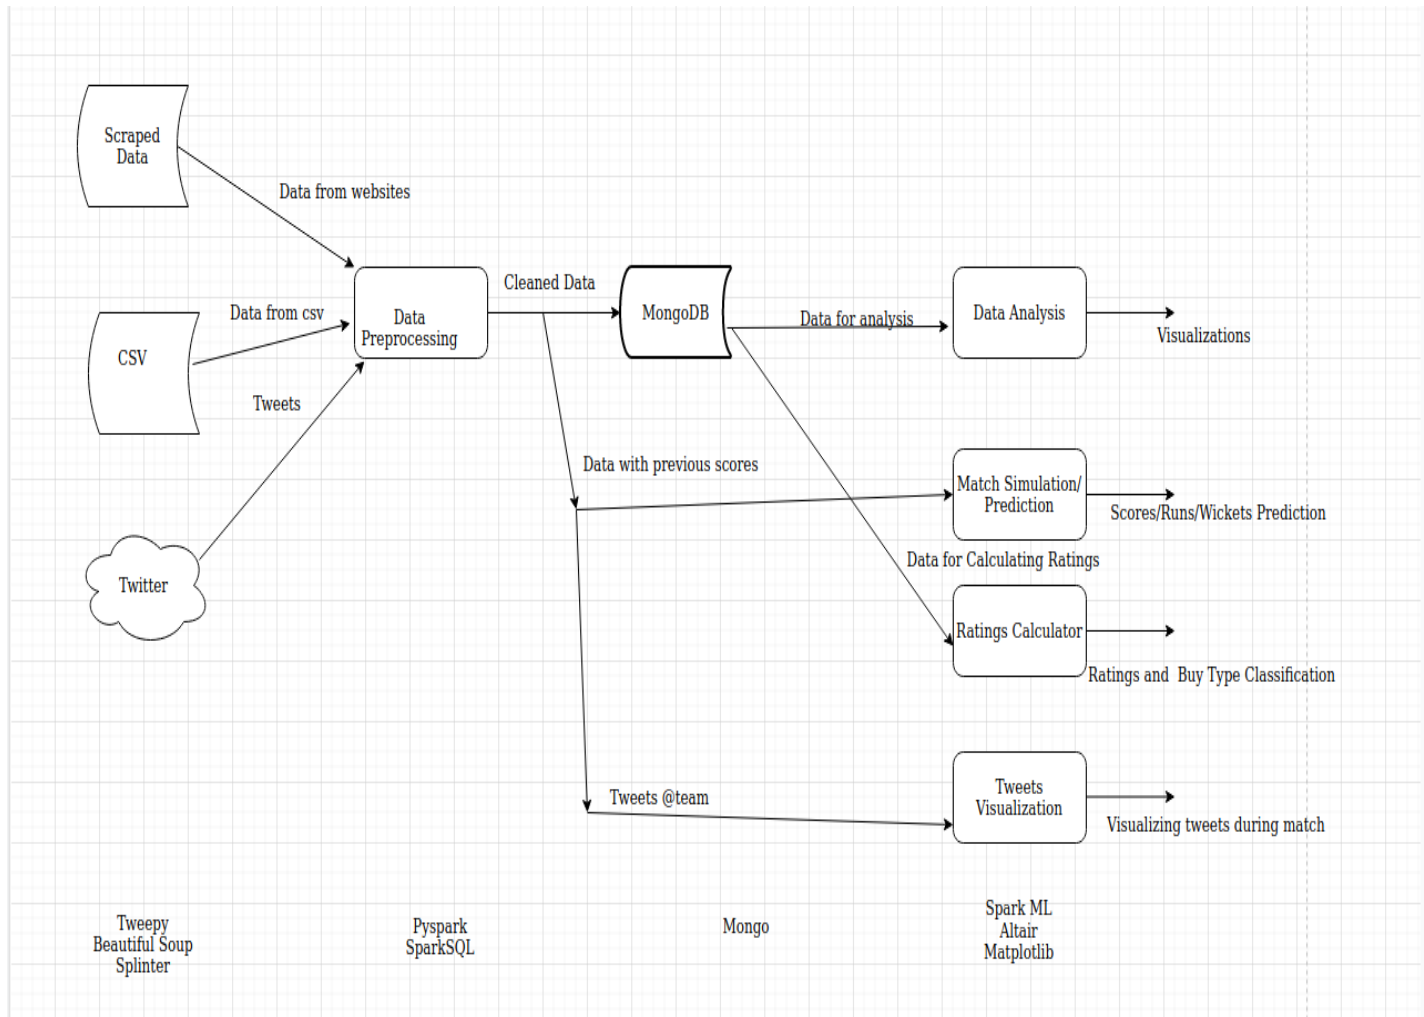 Scraped
Data
Data from websites
Cleaned Data
Data from csv
CSV
Data
Preprocessing
MongoDB
Data for analysis
Data Analysis
Visualizations
Tweets
Data with previous scores
Match Simulation/
Prediction
Scores/Runs/Wickets Prediction
Data for Calculating Ratings
Twitter
Ratings Calculator
Ratings and Buy Type Classification
Tweets @team
Tweets
Visualization
Visualizing tweets during match
Tweepy
Beautiful Soup
Splinter
Pyspark
SparkSQL
Mongo
Spark ML
Altair
Matplotlib